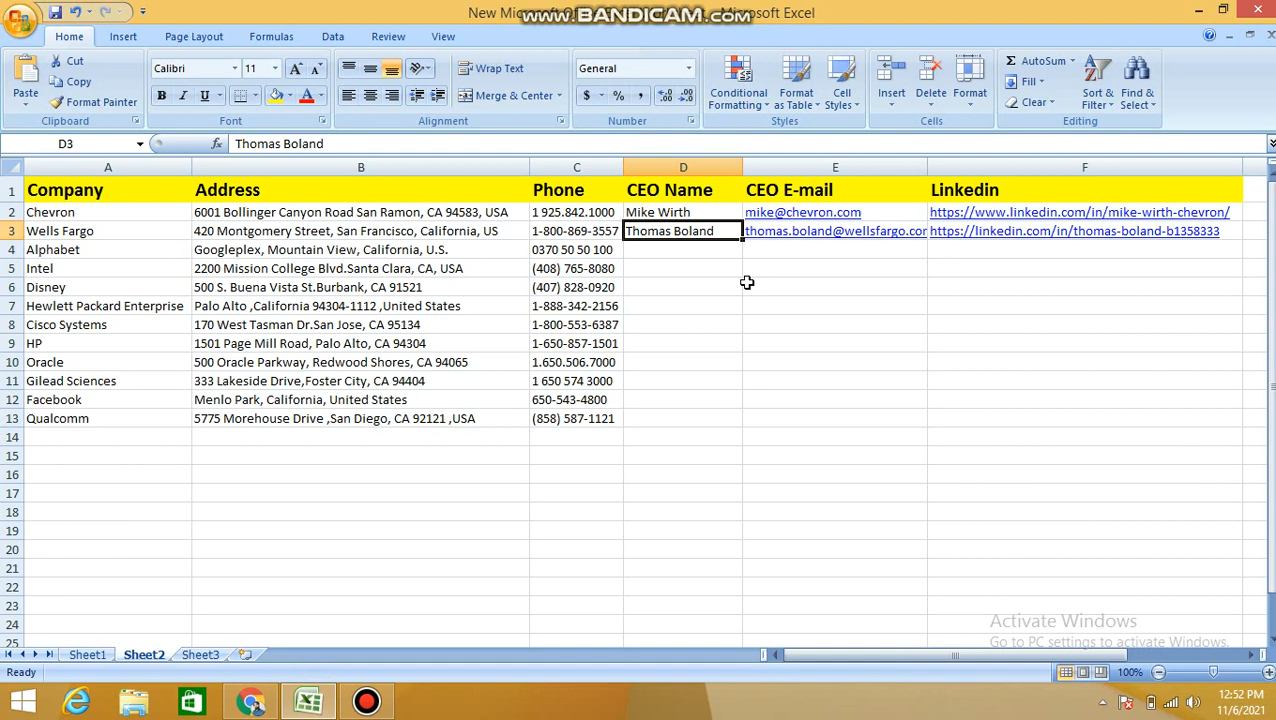 New Microsoft Office
www.BANDICAM.com
Microsoft Excel
Home Insert Page Layout Formulas Data Review View
Paste
Cut
Copy
Format Painter
Clipboard
Calibri 11
B I U
Font
Wrap Text
Merge & Center
Alignment
General
$ % ,
Number
Conditional Formatting
Format as Table
Cell Styles
Styles
Insert
Delete
Format
Cells
AutoSum
Fill
Clear
Sort & Filter
Find & Select
Editing
D3 fx Thomas Boland
A B C D E F
1 Company Address Phone CEO Name CEO E-mail Linkedin
2 Chevron 6001 Bollinger Canyon Road San Ramon, CA 94583, USA 1 925.842.1000 Mike Wirth mike@chevron.com https://www.linkedin.com/in/mike-wirth-chevron/
3 Wells Fargo 420 Montgomery Street, San Francisco, California, US 1-800-869-3557 Thomas Boland thomas.boland@wellsfargo.cor https://linkedin.com/in/thomas-boland-b1358333
4 Alphabet Googleplex, Mountain View, California, U.S. 0370 50 50 100
5 Intel 2200 Mission College Blvd.Santa Clara, CA, USA (408) 765-8080
6 Disney 500 S. Buena Vista St.Burbank, CA 91521 (407) 828-0920
7 Hewlett Packard Enterprise Palo Alto ,California 94304-1112 ,United States 1-888-342-2156
8 Cisco Systems 170 West Tasman Dr.San Jose, CA 95134 1-800-553-6387
9 HP 1501 Page Mill Road, Palo Alto, CA 94304 1-650-857-1501
10 Oracle 500 Oracle Parkway, Redwood Shores, CA 94065 1.650.506.7000
11 Gilead Sciences 333 Lakeside Drive,Foster City, CA 94404 1 650 574 3000
12 Facebook Menlo Park, California, United States 650-543-4800
13 Qualcomm 5775 Morehouse Drive ,San Diego, CA 92121 ,USA (858) 587-1121
14
15
16
17
18
19
20
21
22
23
24
25
Activate Windows
Go to PC settings to activate Windows.
Sheet1 Sheet2 Sheet3
Ready 100%
12:52 PM
11/6/2021